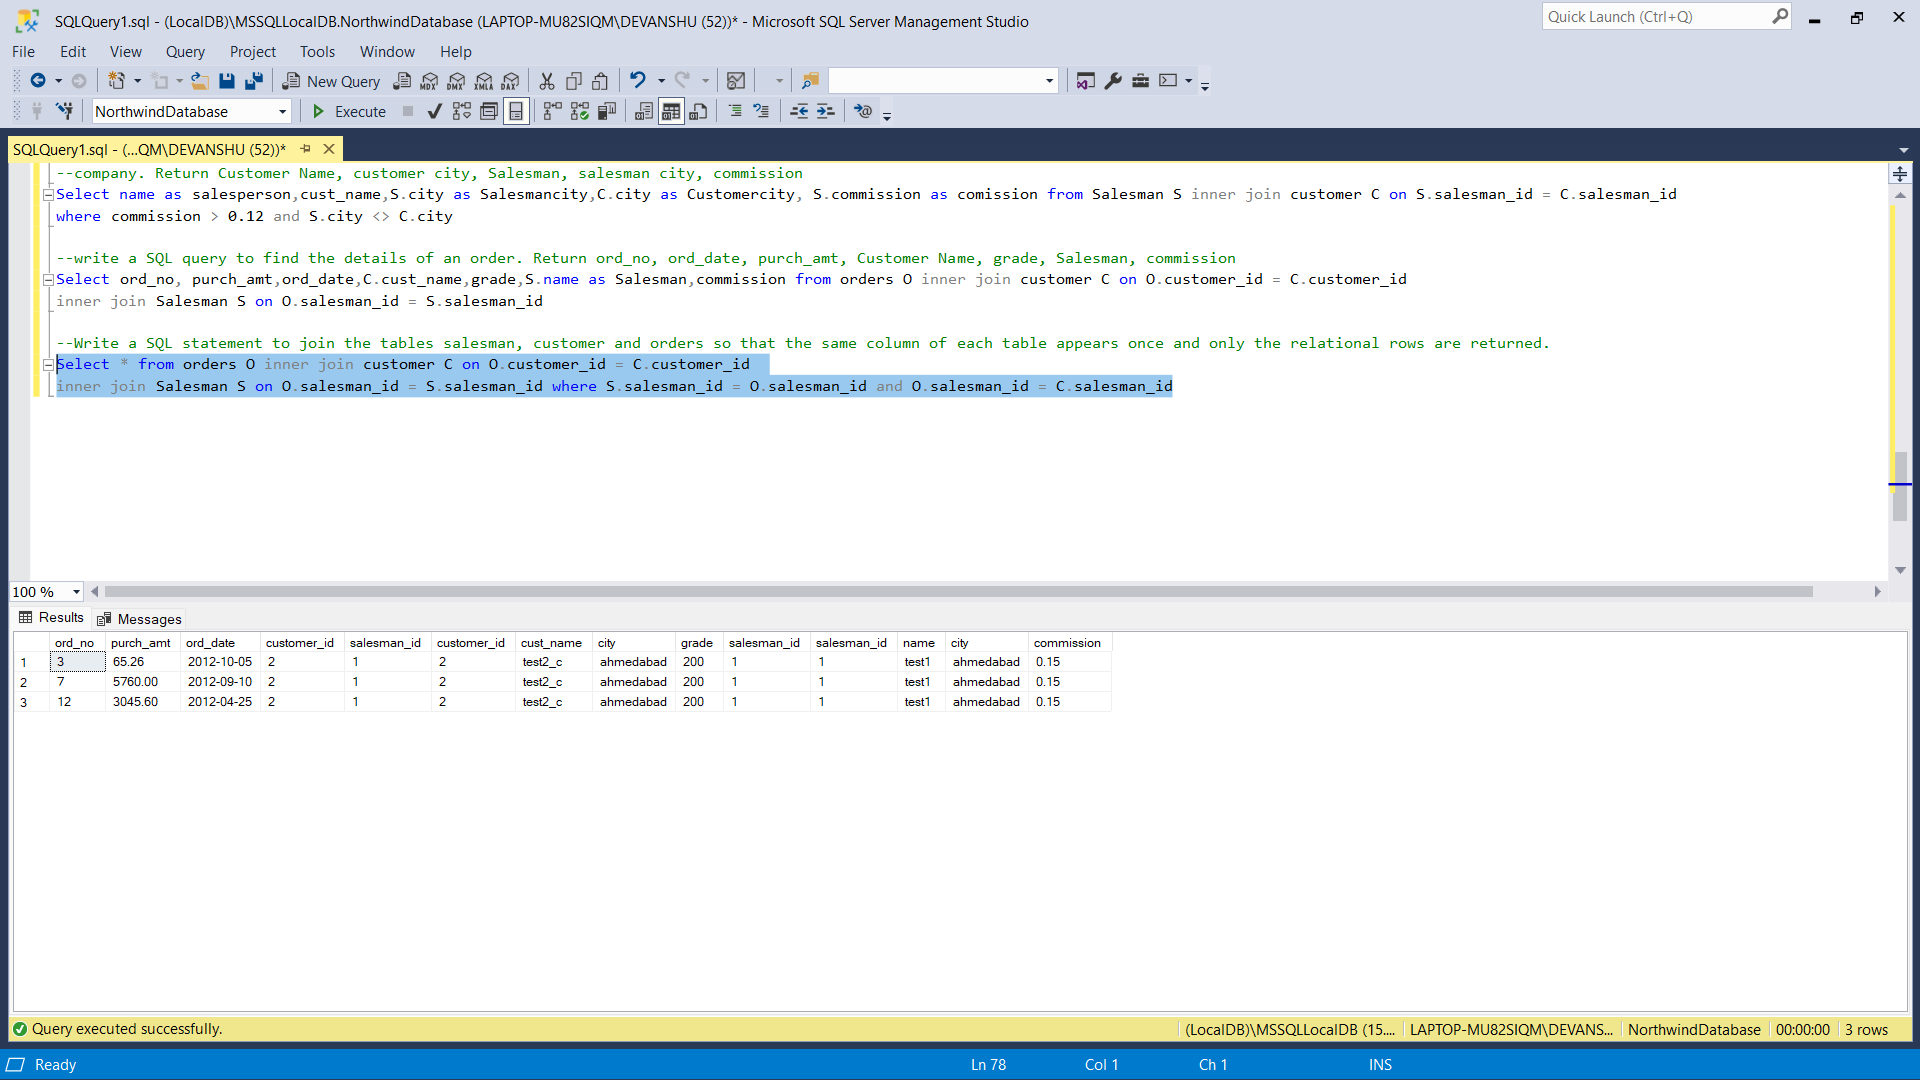 SQLQuery1.sql - (LocalDB)\MSSQLLocalDB.NorthwindDatabase (LAPTOP-MU82SIQM\DEVANSHU (52))* - Microsoft SQL Server Management Studio
Quick Launch (Ctrl+Q)
File Edit View Query Project Tools Window Help
New Query MDX DMX XMLA DAX
NorthwindDatabase Execute
SQLQuery1.sql - (...QM\DEVANSHU (52))*
--company. Return Customer Name, customer city, Salesman, salesman city, commission
Select name as salesperson,cust_name,S.city as Salesmancity,C.city as Customercity, S.commission as comission from Salesman S inner join customer C on S.salesman_id = C.salesman_id
where commission > 0.12 and S.city <> C.city
--write a SQL query to find the details of an order. Return ord_no, ord_date, purch_amt, Customer Name, grade, Salesman, commission
Select ord_no, purch_amt,ord_date,C.cust_name,grade,S.name as Salesman,commission from orders O inner join customer C on O.customer_id = C.customer_id
inner join Salesman S on O.salesman_id = S.salesman_id
--Write a SQL statement to join the tables salesman, customer and orders so that the same column of each table appears once and only the relational rows are returned.
Select * from orders O inner join customer C on O.customer_id = C.customer_id
inner join Salesman S on O.salesman_id = S.salesman_id where S.salesman_id = O.salesman_id and O.salesman_id = C.salesman_id
100 %
Results Messages
ord_no purch_amt ord_date customer_id salesman_id customer_id cust_name city grade salesman_id salesman_id name city commission
1 3 65.26 2012-10-05 2 1 2 test2_c ahmedabad 200 1 1 test1 ahmedabad 0.15
2 7 5760.00 2012-09-10 2 1 2 test2_c ahmedabad 200 1 1 test1 ahmedabad 0.15
3 12 3045.60 2012-04-25 2 1 2 test2_c ahmedabad 200 1 1 test1 ahmedabad 0.15
Query executed successfully. (LocalDB)\MSSQLLocalDB (15.... LAPTOP-MU82SIQM\DEVANS... NorthwindDatabase 00:00:00 3 rows
Ready Ln 78 Col 1 Ch 1 INS